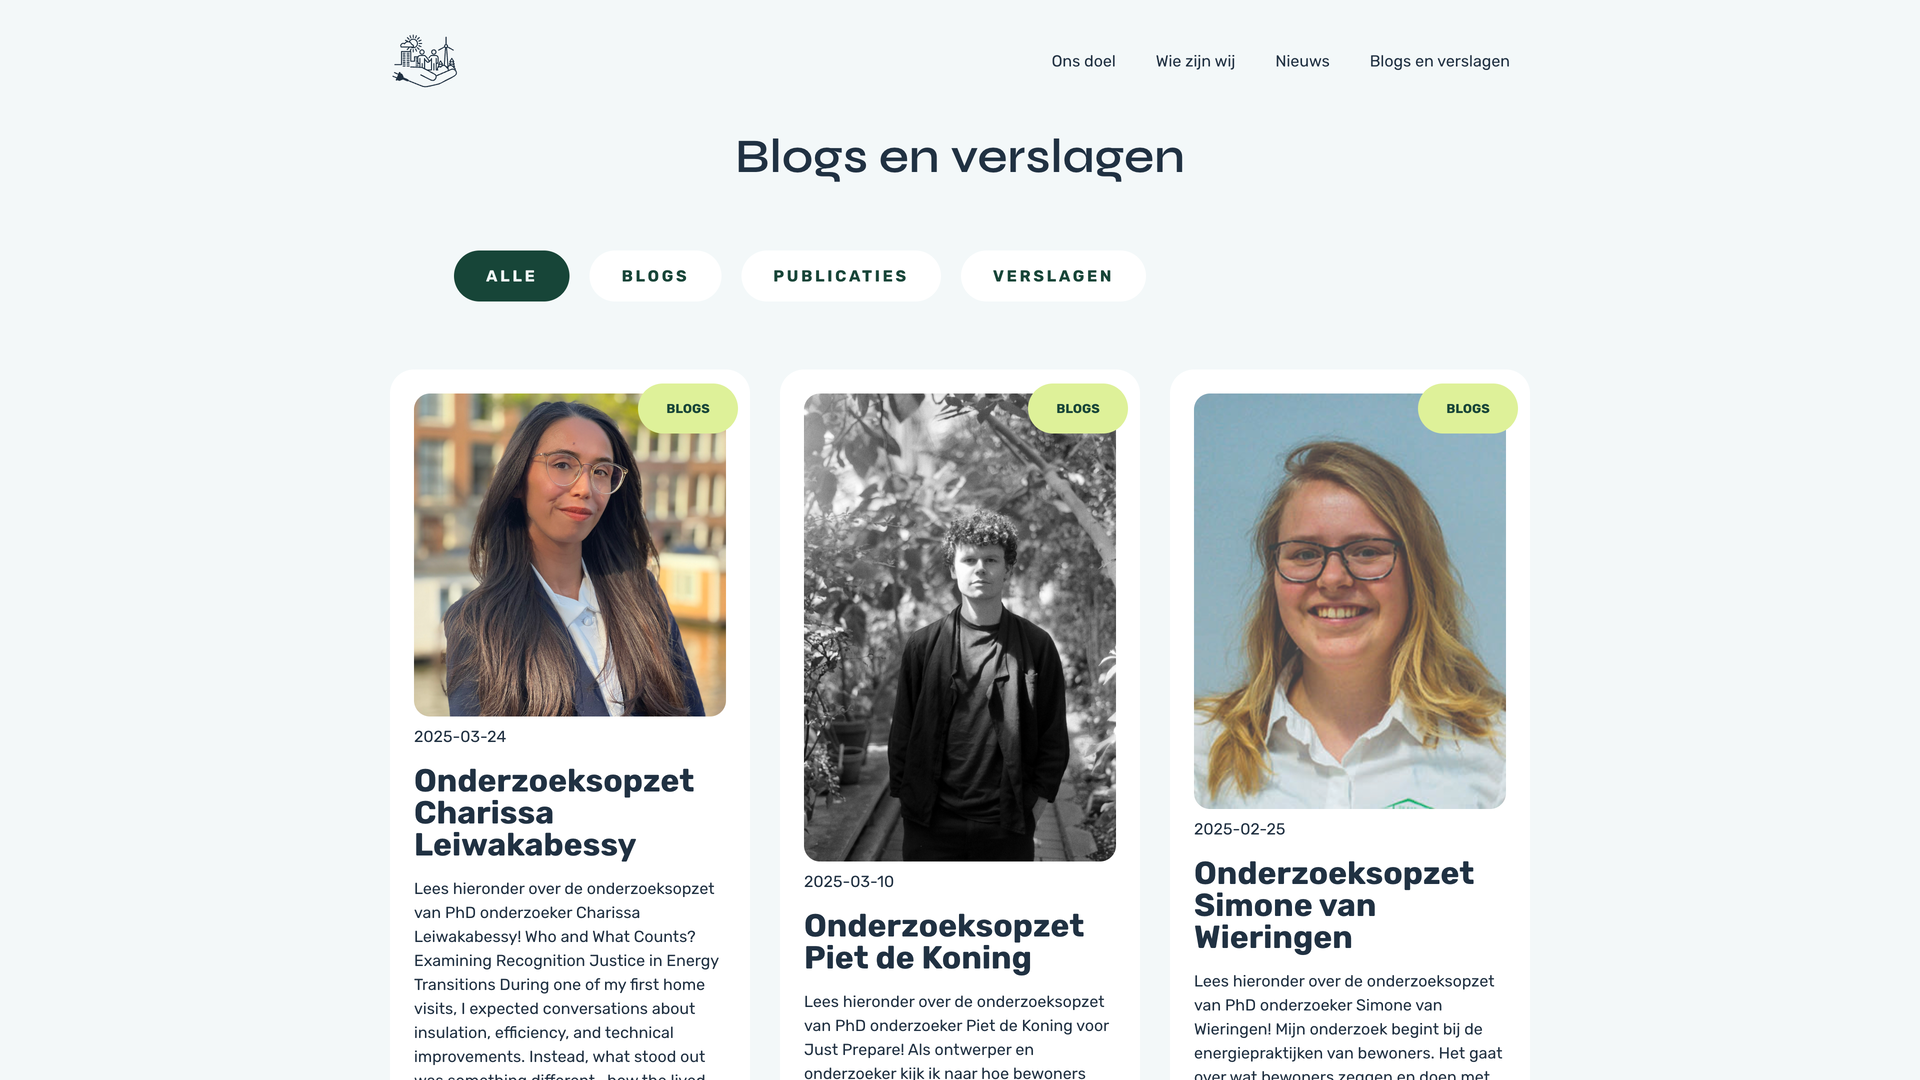 Ons doel
Wie zijn wij
Nieuws
Blogs en verslagen
Blogs en verslagen
ALLE
BLOGS
PUBLICATIES
VERSLAGEN
BLOGS
2025-03-24
Onderzoeksopzet
Charissa
Leiwakabessy
Lees hieronder over de onderzoeksopzet
van PhD onderzoeker Charissa
Leiwakabessy! Who and What Counts?
Examining Recognition Justice in Energy
Transitions During one of my first home
visits, I expected conversations about
insulation, efficiency, and technical
improvements. Instead, what stood out
was something different, how the lived
BLOGS
2025-03-10
Onderzoeksopzet
Piet de Koning
Lees hieronder over de onderzoeksopzet
van PhD onderzoeker Piet de Koning voor
Just Prepare! Als ontwerper en
onderzoeker kijk ik naar hoe bewoners
BLOGS
2025-02-25
Onderzoeksopzet
Simone van
Wieringen
Lees hieronder over de onderzoeksopzet
van PhD onderzoeker Simone van
Wieringen! Mijn onderzoek begint bij de
energiepraktijken van bewoners. Het gaat
over wat bewoners zeggen en doen met